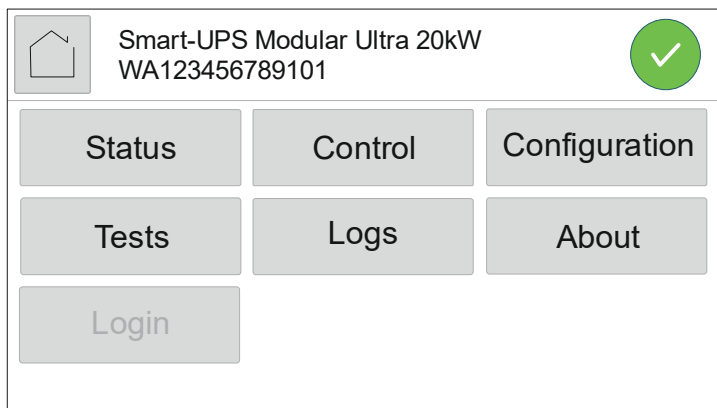 Smart-UPS Modular Ultra 20kW
WA123456789101
Status
Control
Configuration
Tests
Logs
About
Login